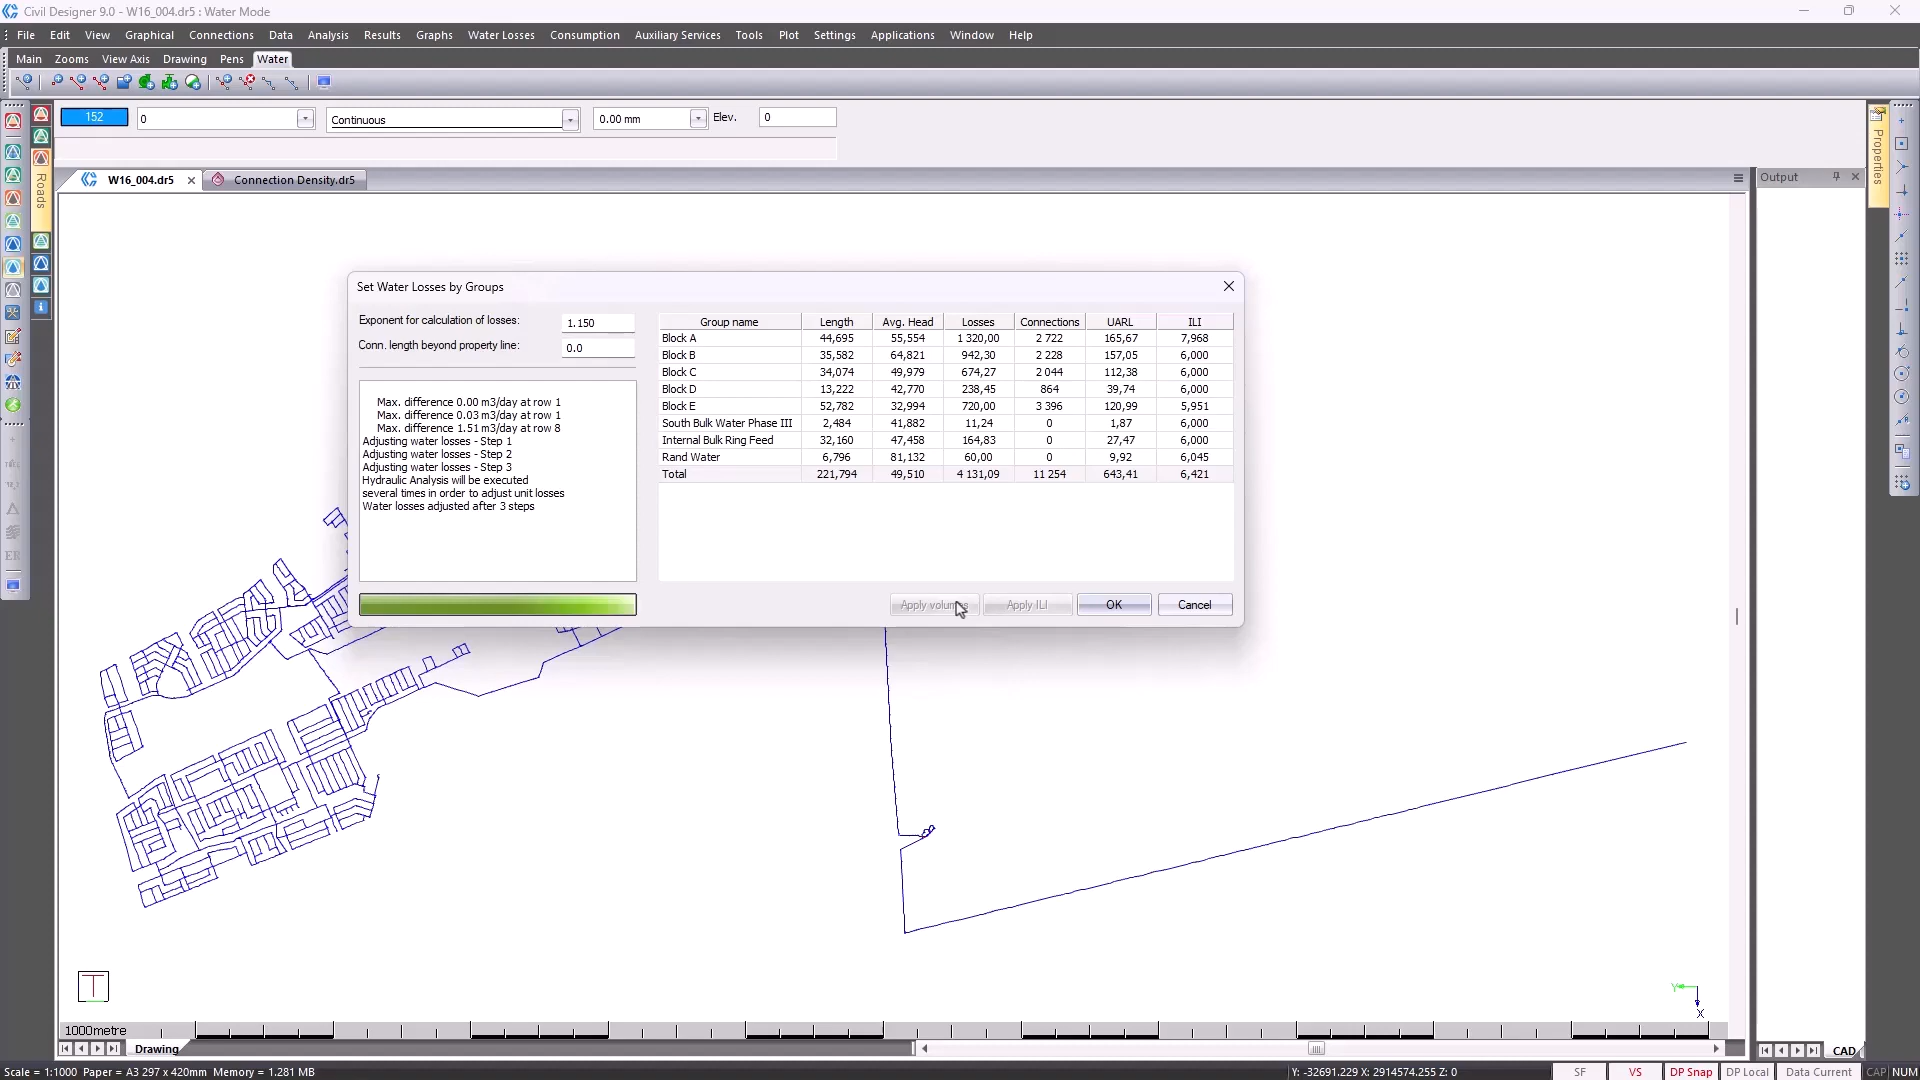 Civil Designer 9.0 - W16_004.dr5 : Water Mode
File Edit View Graphical Connections Data Analysis Results Graphs Water Losses Consumption Auxiliary Services Tools Plot Settings Applications Window Help
Main Zooms View Axis Drawing Pens Water
152 0 Continuous 0.00 mm Elev. 0
Properties
Roads
W16_004.dr5 Connection Density.dr5
Output
Set Water Losses by Groups
Exponent for calculation of losses: 1.150
Conn. length beyond property line: 0.0
Max. difference 0.00 m3/day at row 1
Max. difference 0.03 m3/day at row 1
Max. difference 1.51 m3/day at row 8
Adjusting water losses - Step 1
Adjusting water losses - Step 2
Adjusting water losses - Step 3
Hydraulic Analysis will be executed
several times in order to adjust unit losses
Water losses adjusted after 3 steps
Group name Length Avg. Head Losses Connections UARL ILI
Block A 44,695 55,554 1 320,00 2 722 165,67 7,968
Block B 35,582 64,821 942,30 2 228 157,05 6,000
Block C 34,074 49,979 674,27 2 044 112,38 6,000
Block D 13,222 42,770 238,45 864 39,74 6,000
Block E 52,782 32,994 720,00 3 396 120,99 5,951
South Bulk Water Phase III 2,484 41,882 11,24 0 1,87 6,000
Internal Bulk Ring Feed 32,160 47,458 164,83 0 27,47 6,000
Rand Water 6,796 81,132 60,00 0 9,92 6,045
Total 221,794 49,510 4 131,09 11 254 643,41 6,421
Apply volumes Apply ILI OK Cancel
ER
T
Y
X
1000metre
Drawing
CAD
Scale = 1:1000 Paper = A3 297 x 420mm Memory = 1.281 MB
Y: -32691.229 X: 2914574.255 Z: 0
SF VS DP Snap DP Local Data Current CAP NUM